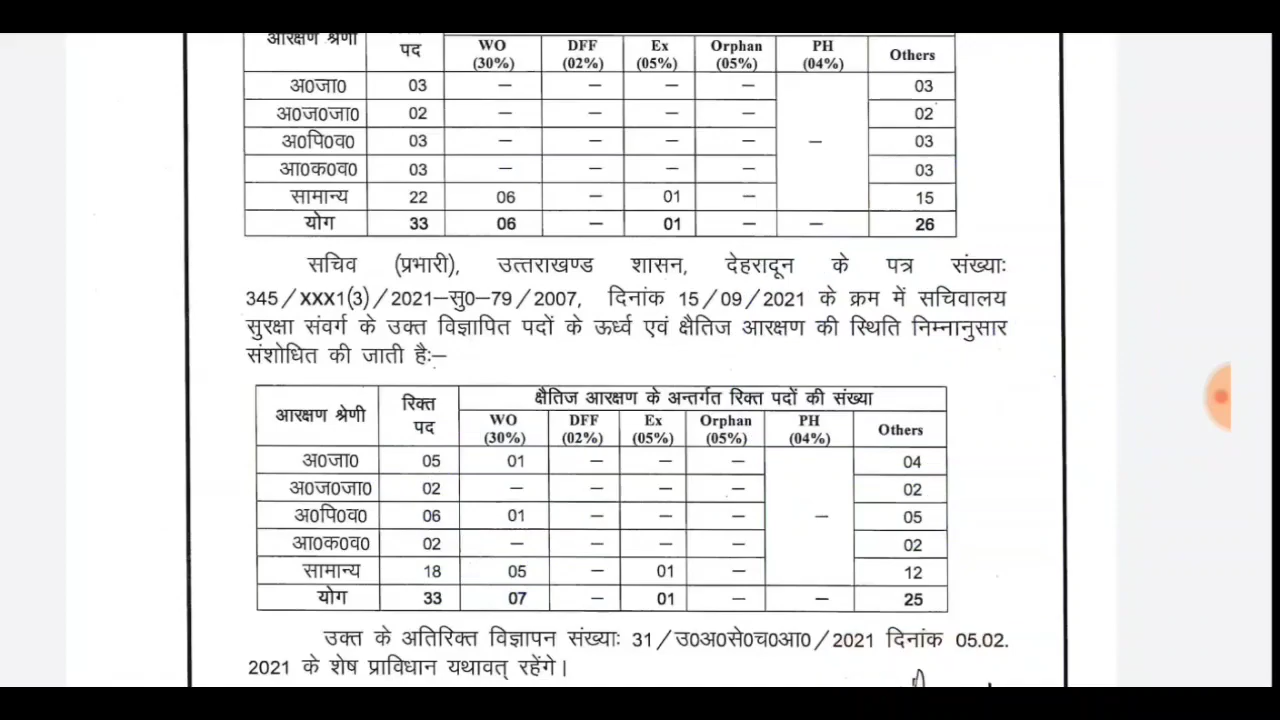 आरक्षण श्रेणी पद WO (30%) DFF (02%) Ex (05%) Orphan (05%) PH (04%) Others
अ0जा0 03 – – – – 03
अ0ज0जा0 02 – – – – 02
अ0पि0व0 03 – – – – – 03
आ0क0व0 03 – – – – 03
सामान्य 22 06 – 01 – 15
योग 33 06 – 01 – – 26
सचिव (प्रभारी), उत्तराखण्ड शासन, देहरादून के पत्र संख्याः
345/XXX1(3)/2021–सु0–79/2007, दिनांक 15/09/2021 के क्रम में सचिवालय
सुरक्षा संवर्ग के उक्त विज्ञापित पदों के ऊर्ध्व एवं क्षैतिज आरक्षण की स्थिति निम्नानुसार
संशोधित की जाती हैः–
आरक्षण श्रेणी रिक्त पद क्षैतिज आरक्षण के अन्तर्गत रिक्त पदों की संख्या
WO (30%) DFF (02%) Ex (05%) Orphan (05%) PH (04%) Others
अ0जा0 05 01 – – – 04
अ0ज0जा0 02 – – – – 02
अ0पि0व0 06 01 – – – – 05
आ0क0व0 02 – – – – 02
सामान्य 18 05 – 01 – 12
योग 33 07 – 01 – – 25
उक्त के अतिरिक्त विज्ञापन संख्याः 31/उ0अ0से0च0आ0/2021 दिनांक 05.02.
2021 के शेष प्राविधान यथावत् रहेंगे।